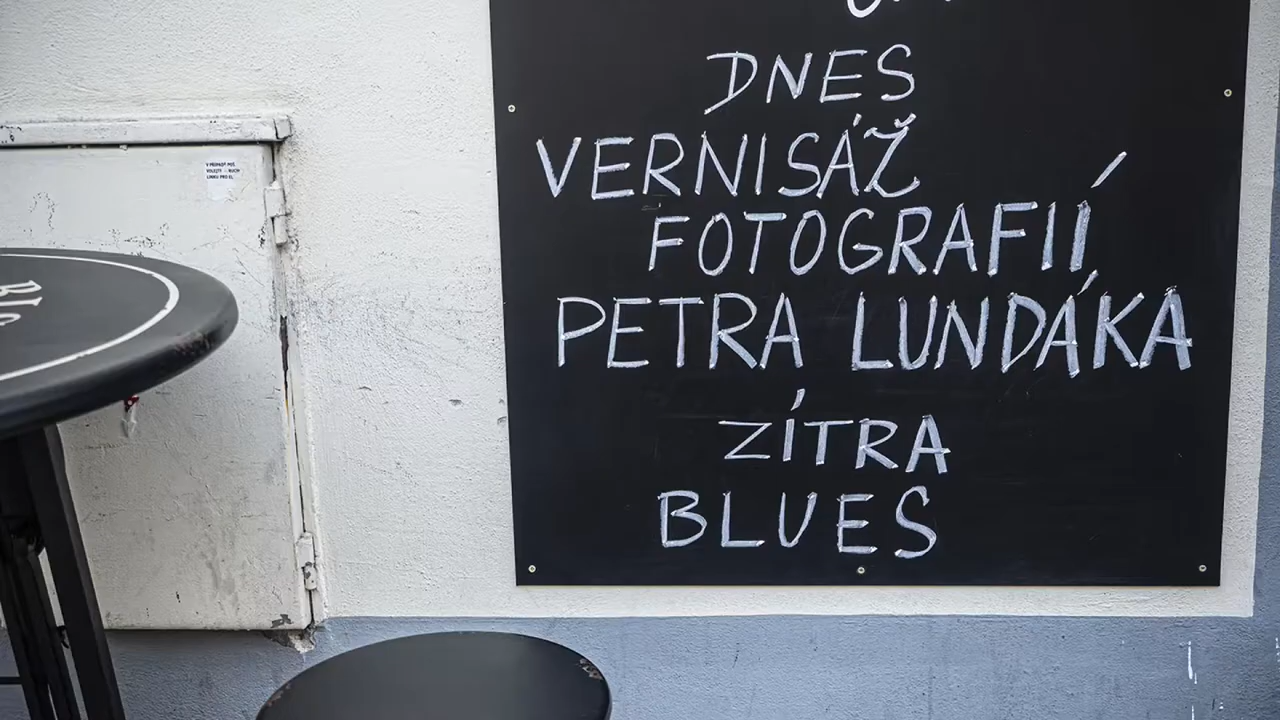 DNES
VERNISÁŽ
FOTOGRAFIÍ
PETRA LUNDÁKA
ZÍTRA
BLUES